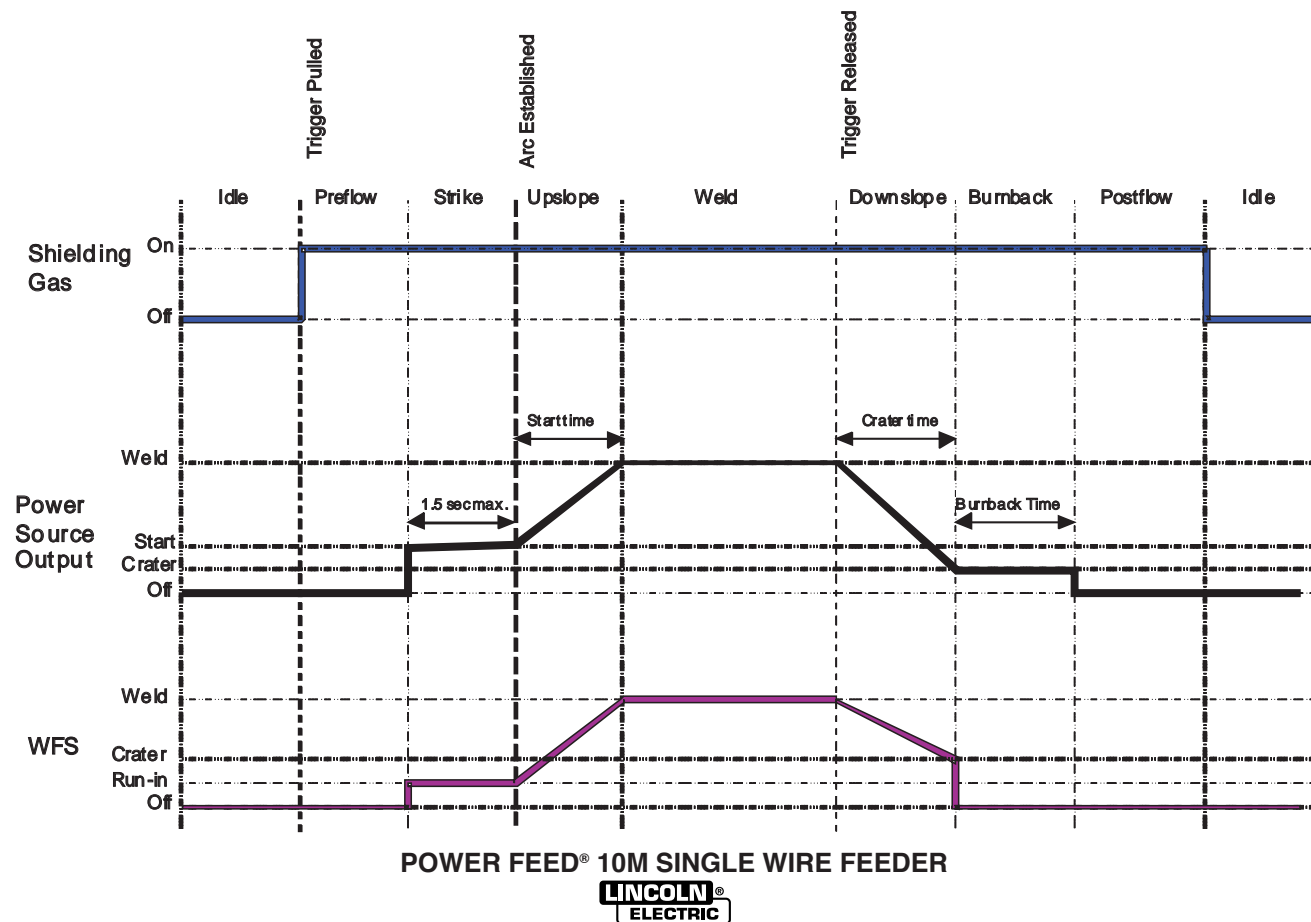 Trigger Pulled
Arc Established
Trigger Released
Idle Preflow Strike Upslope Weld Downslope Burnback Postflow Idle
Shielding
Gas
On
Off
Start time
Crater time
Weld
1.5 sec max.
Burnback Time
Power
Source
Output
Start
Crater
Off
Weld
WFS
Crater
Run-in
Off
POWER FEED® 10M SINGLE WIRE FEEDER
LINCOLN ®
ELECTRIC